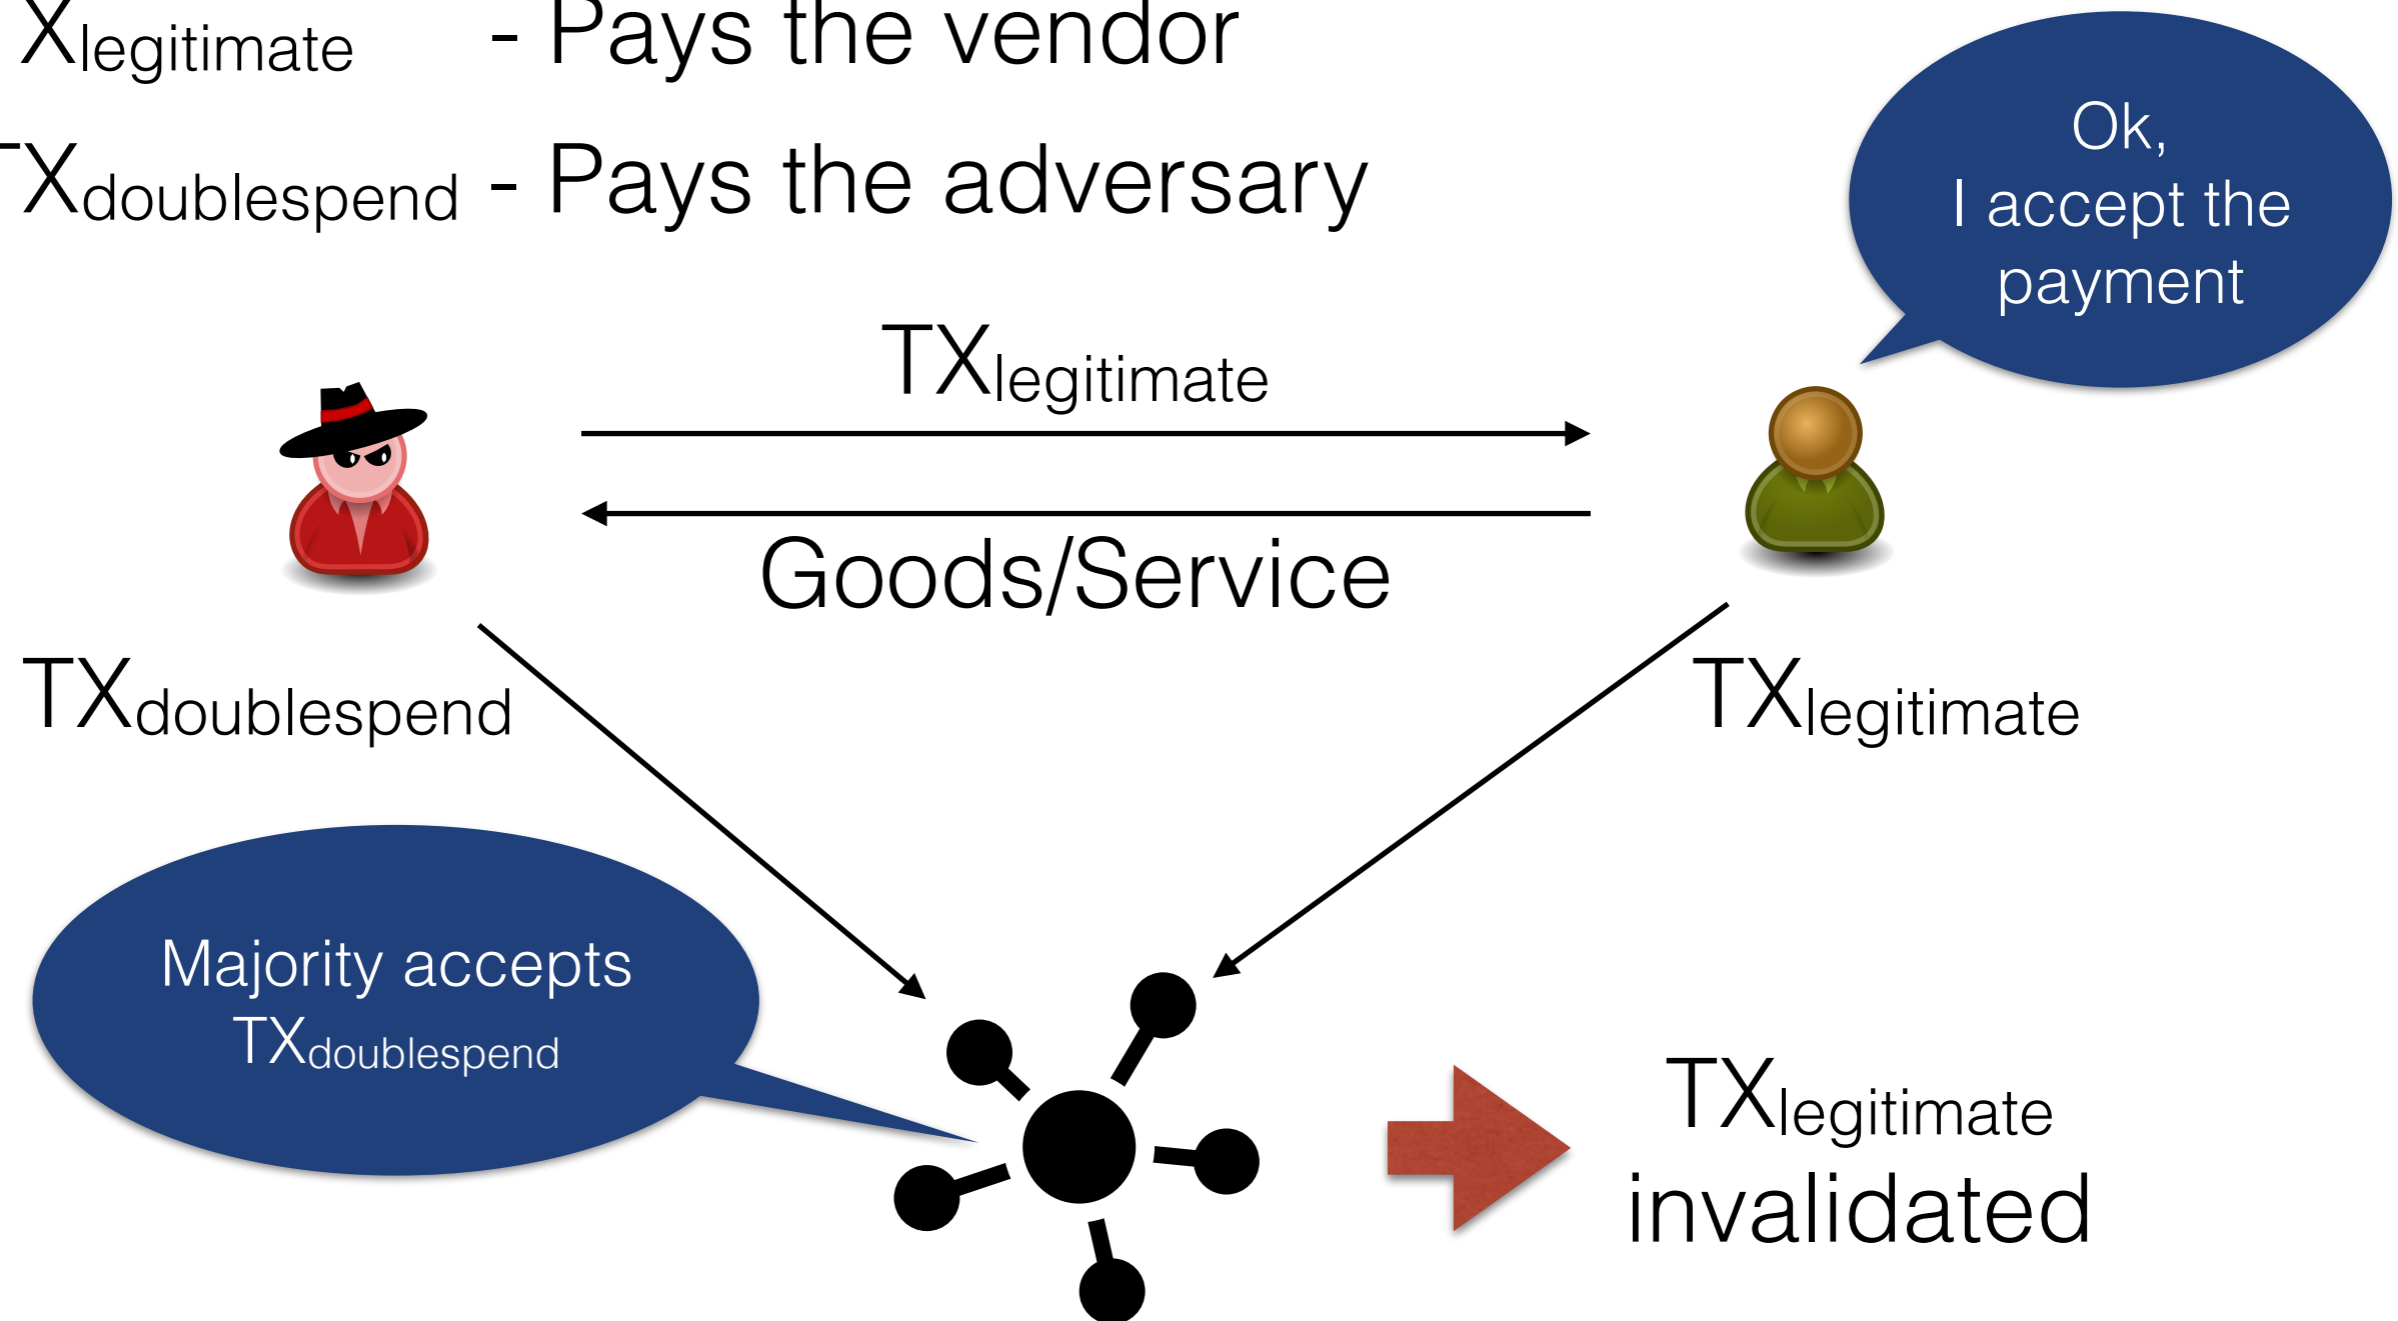 Xlegitimate - Pays the vendor
TXdoublespend - Pays the adversary
Ok,
I accept the
payment
TXlegitimate
Goods/Service
TXdoublespend
TXlegitimate
Majority accepts
TXdoublespend
TXlegitimate
invalidated